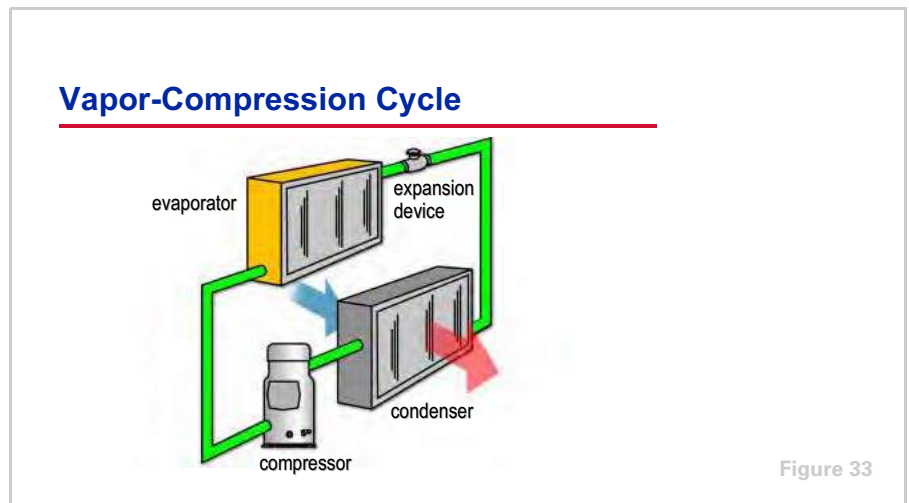 Vapor-Compression Cycle
evaporator
expansion
device
condenser
compressor
Figure 33